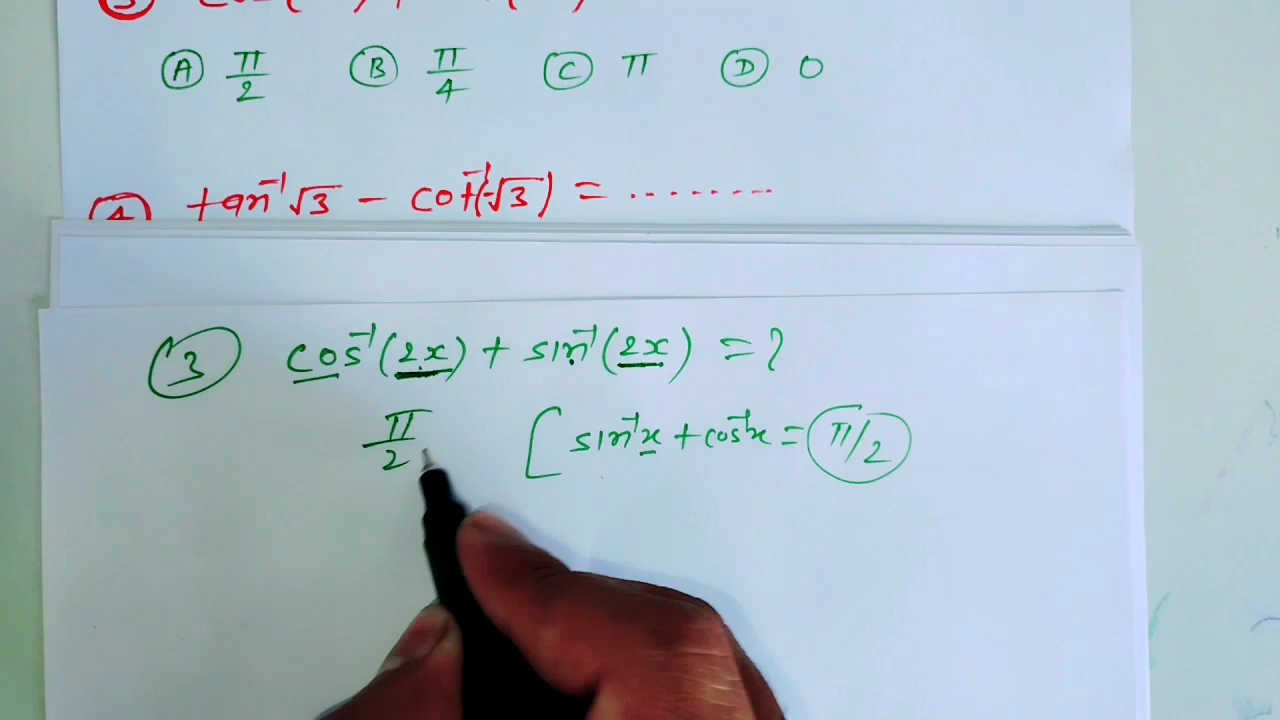 Ⓐ π/2 Ⓑ π/4 Ⓒ π Ⓓ 0
④ tan⁻¹√3 − cot⁻¹(-√3) = ........
③ cos⁻¹(2x) + sin⁻¹(2x) = ?
π/2 [ sin⁻¹x + cos⁻¹x = π/2